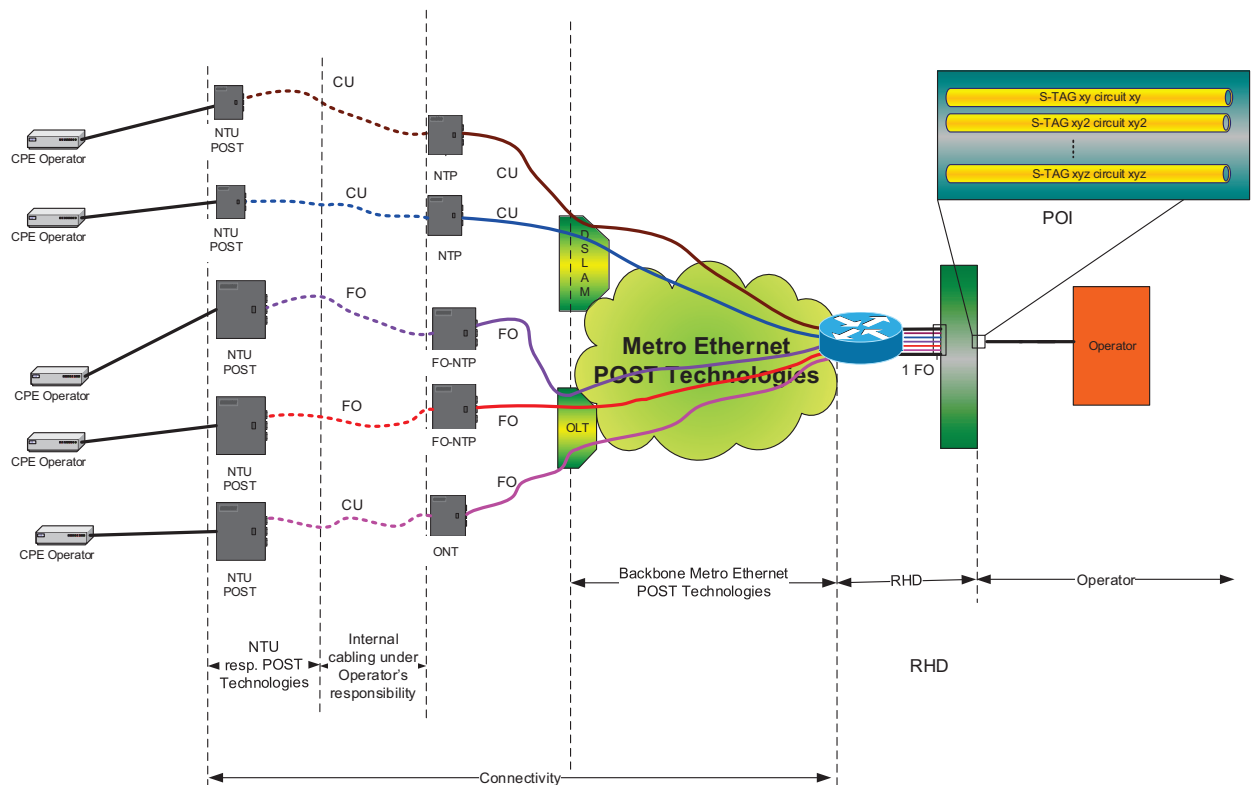 CU
S-TAG xy circuit xy
S-TAG xy2 circuit xy2
S-TAG xyz circuit xyz
POI
NTU
POST
CPE Operator
NTP
CU
CU
CU
NTU
POST
CPE Operator
NTP
DSLAM
FO
FO
NTU
POST
FO-NTP
CPE Operator
Metro Ethernet
POST Technologies
1 FO
Operator
FO
FO
NTU
POST
FO-NTP
CPE Operator
OLT
CU
FO
NTU
POST
ONT
CPE Operator
Backbone Metro Ethernet
POST Technologies
RHD
Operator
NTU
resp. POST
Technologies
Internal
cabling under
Operator's
responsibility
RHD
Connectivity